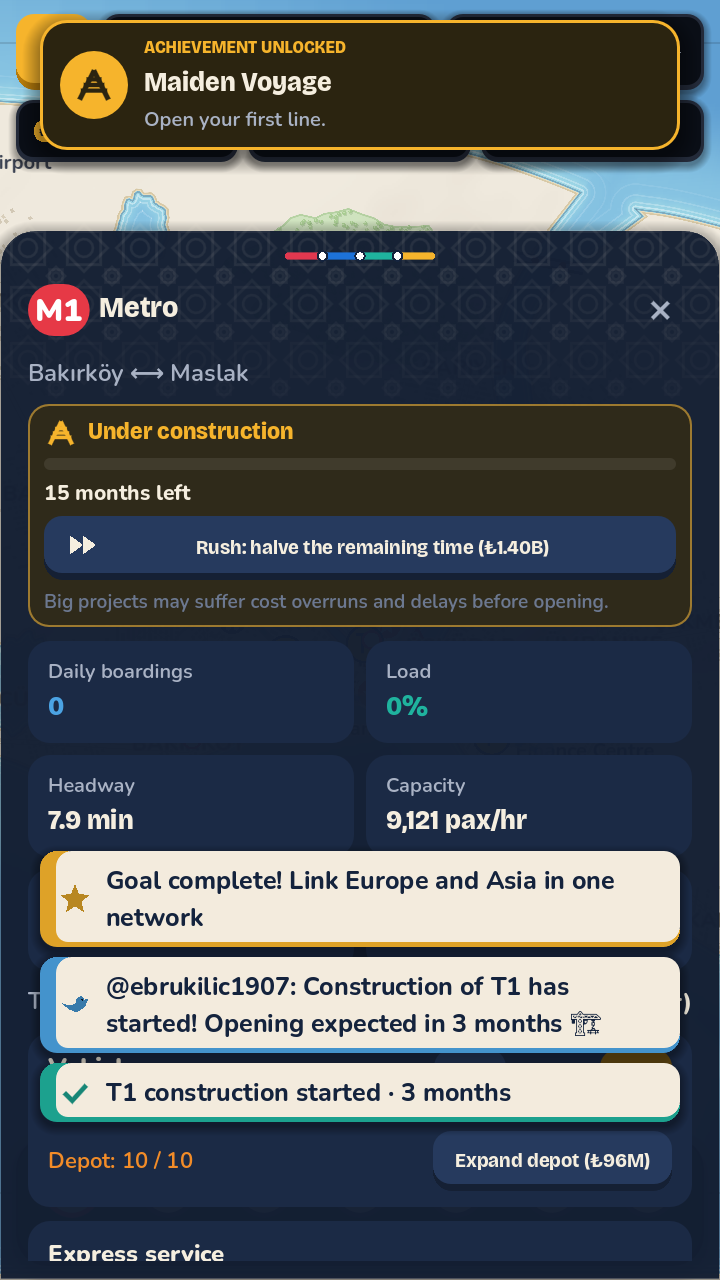 ACHIEVEMENT UNLOCKED
Maiden Voyage
Open your first line.
irport
M1 Metro
Bakırköy ⟷ Maslak
Under construction
15 months left
Rush: halve the remaining time (₺1.40B)
Big projects may suffer cost overruns and delays before opening.
Daily boardings
0
Load
0%
Headway
7.9 min
Capacity
9,121 pax/hr
Goal complete! Link Europe and Asia in one
network
@ebrukilic1907: Construction of T1 has
started! Opening expected in 3 months 🏗
T1 construction started · 3 months
Depot: 10 / 10
Expand depot (₺96M)
Express service